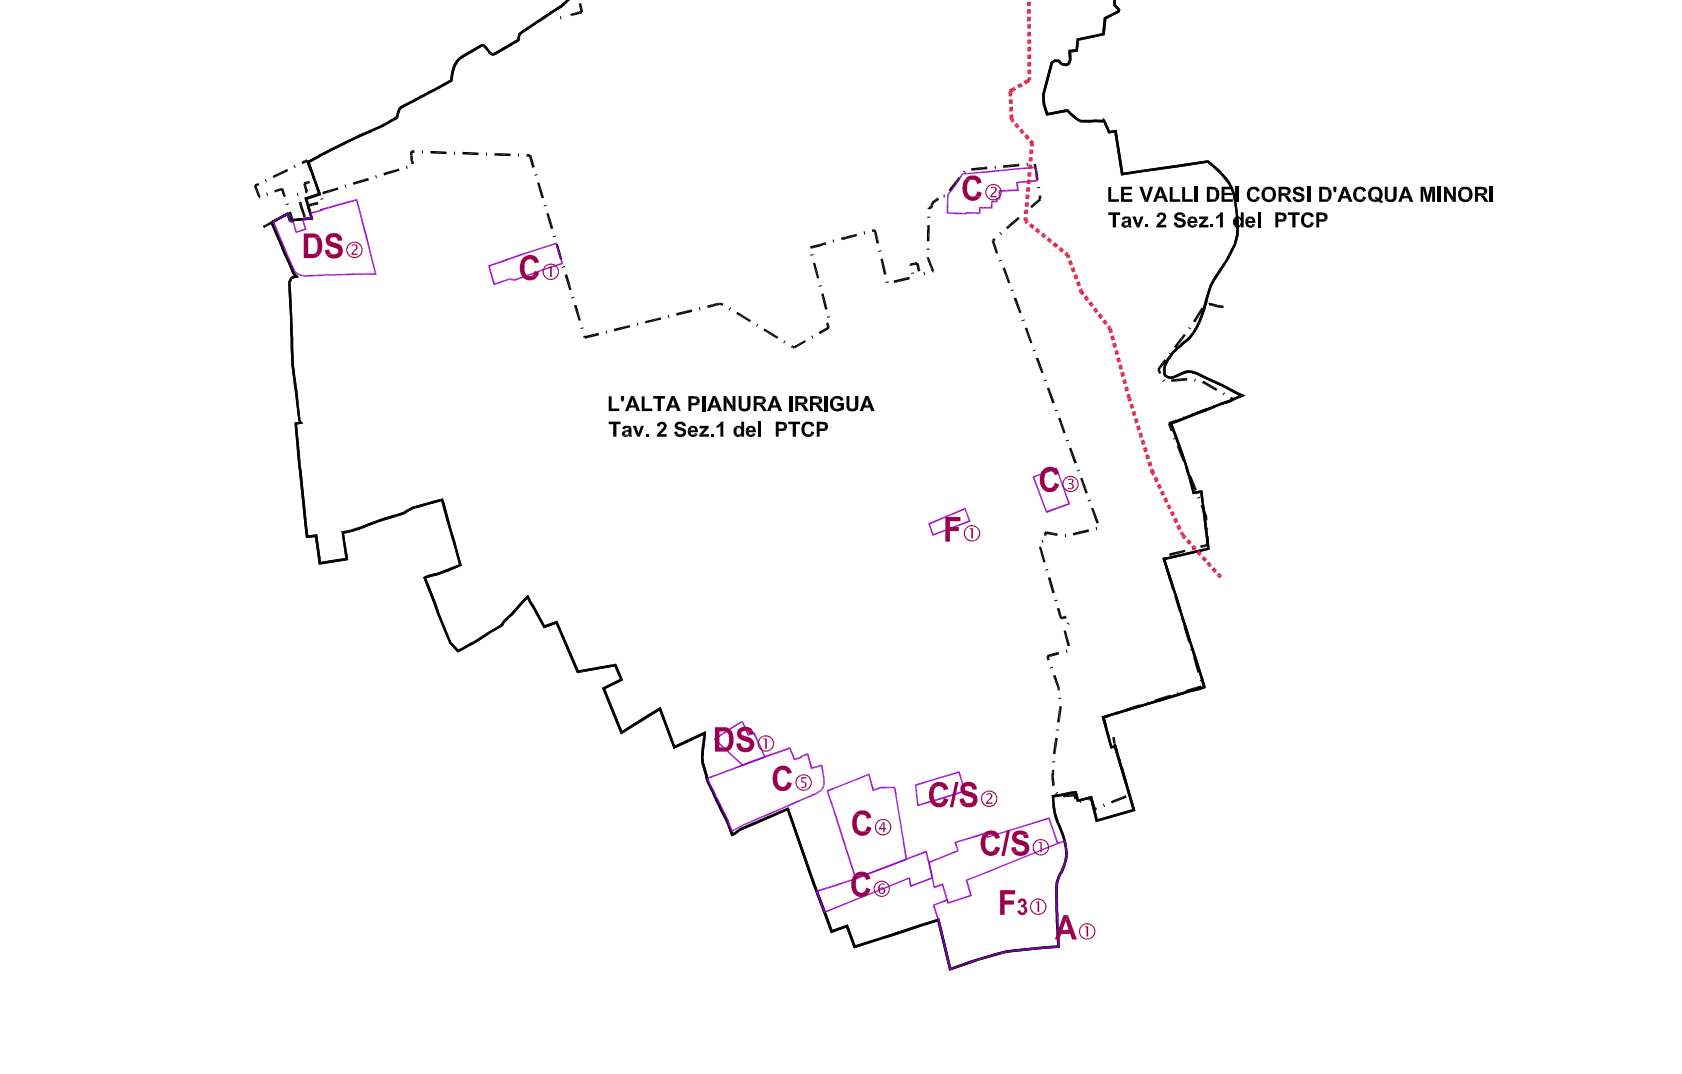 C②
LE VALLI DEI CORSI D'ACQUA MINORI
Tav. 2 Sez.1 del PTCP
DS②
C①
L'ALTA PIANURA IRRIGUA
Tav. 2 Sez.1 del PTCP
C③
F①
DS①
C⑤
C/S②
C④
C/S①
C⑥
F3①
A①